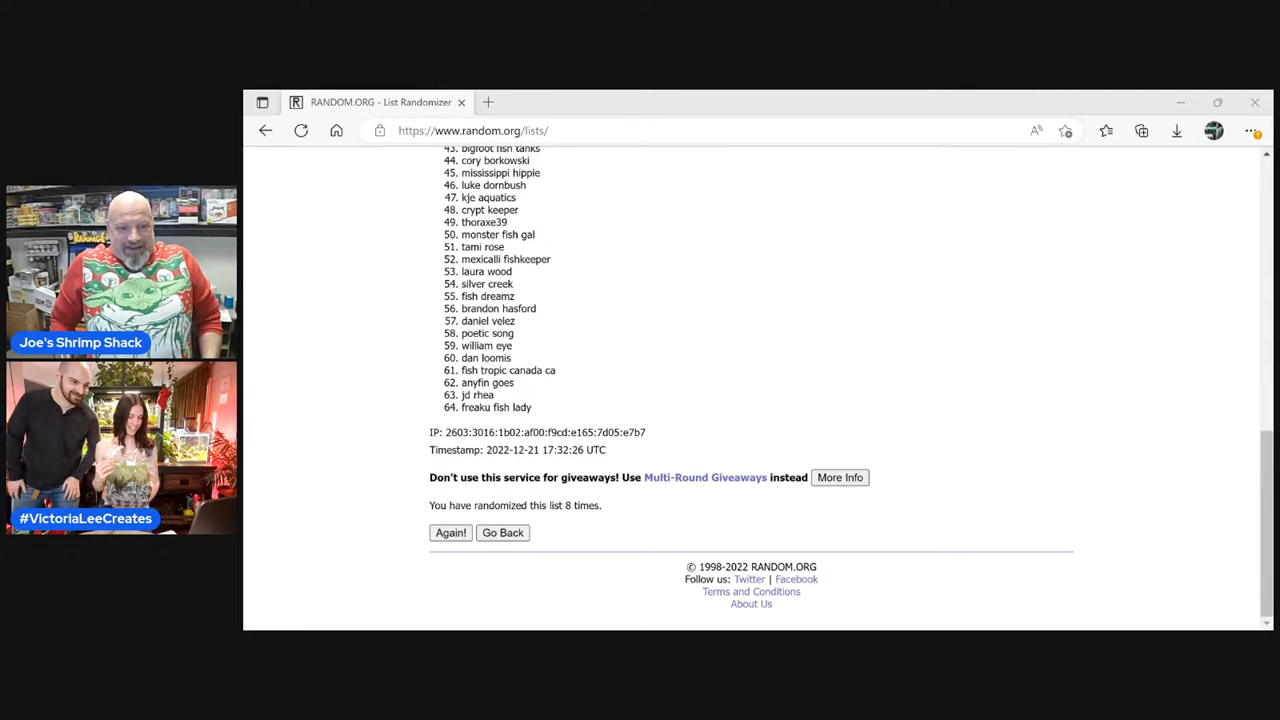 RANDOM.ORG - List Randomizer
https://www.random.org/lists/
43. bigfoot fish tanks
44. cory borkowski
45. mississippi hippie
46. luke dornbush
47. kje aquatics
48. crypt keeper
49. thoraxe39
50. monster fish gal
51. tami rose
52. mexicalli fishkeeper
53. laura wood
54. silver creek
55. fish dreamz
56. brandon hasford
57. daniel velez
58. poetic song
59. william eye
60. dan loomis
61. fish tropic canada ca
62. anyfin goes
63. jd rhea
64. freaku fish lady
IP: 2603:3016:1b02:af00:f9cd:e165:7d05:e7b7
Timestamp: 2022-12-21 17:32:26 UTC
Don't use this service for giveaways! Use Multi-Round Giveaways instead More Info
You have randomized this list 8 times.
Again! Go Back
© 1998-2022 RANDOM.ORG
Follow us: Twitter | Facebook
Terms and Conditions
About Us
Joe's Shrimp Shack
#VictoriaLeeCreates